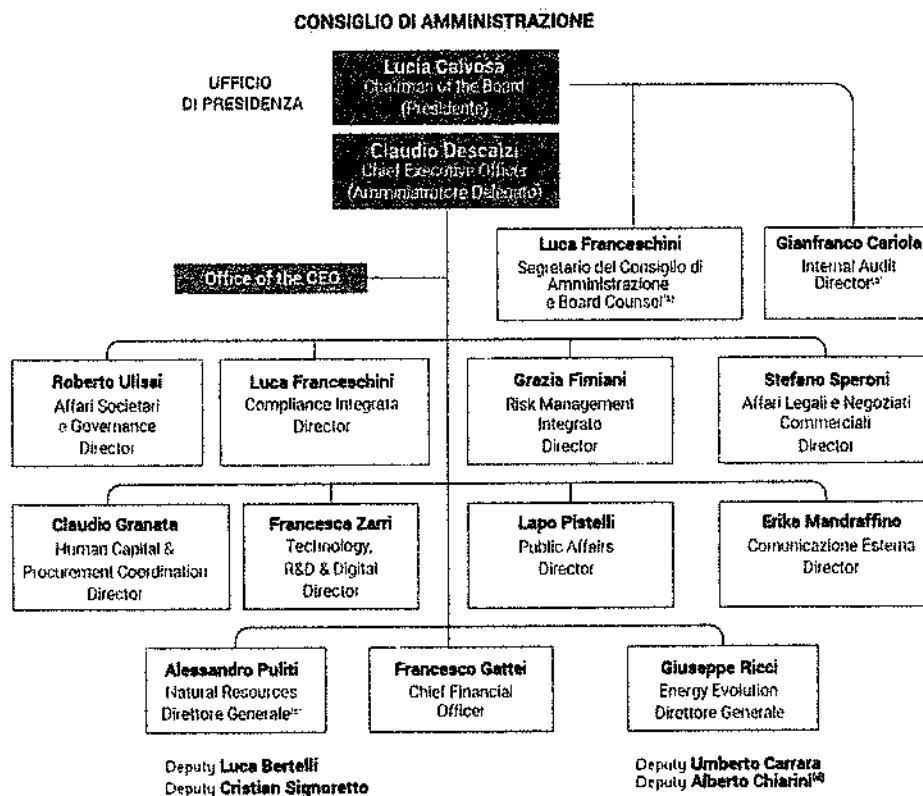 CONSIGLIO DI AMMINISTRAZIONE
UFFICIO
DI PRESIDENZA
Lucia Calvosa
Chairman of the Board
(Presidente)
Claudio Descalzi
Chief Executive Officer
(Amministratore Delegato)
Office of the CEO
Luca Franceschini
Segretario del Consiglio di
Amministrazione
e Board Counsel
Gianfranco Cariola
Internal Audit
Director
Roberto Ulissi
Affari Societari
e Governance
Director
Luca Franceschini
Compliance Integrata
Director
Grazia Fimiani
Risk Management
Integrato
Director
Stefano Speroni
Affari Legali e Negoziati
Commerciali
Director
Claudio Granata
Human Capital &
Procurement Coordination
Director
Francesca Zarri
Technology,
R&D & Digital
Director
Lapo Pistelli
Public Affairs
Director
Erika Mandraffino
Comunicazione Esterna
Director
Alessandro Puliti
Natural Resources
Direttore Generale
Francesco Gattei
Chief Financial
Officer
Giuseppe Ricci
Energy Evolution
Direttore Generale
Deputy Luca Bertelli
Deputy Cristian Signoretto
Deputy Umberto Carrara
Deputy Alberto Chiarini(d)